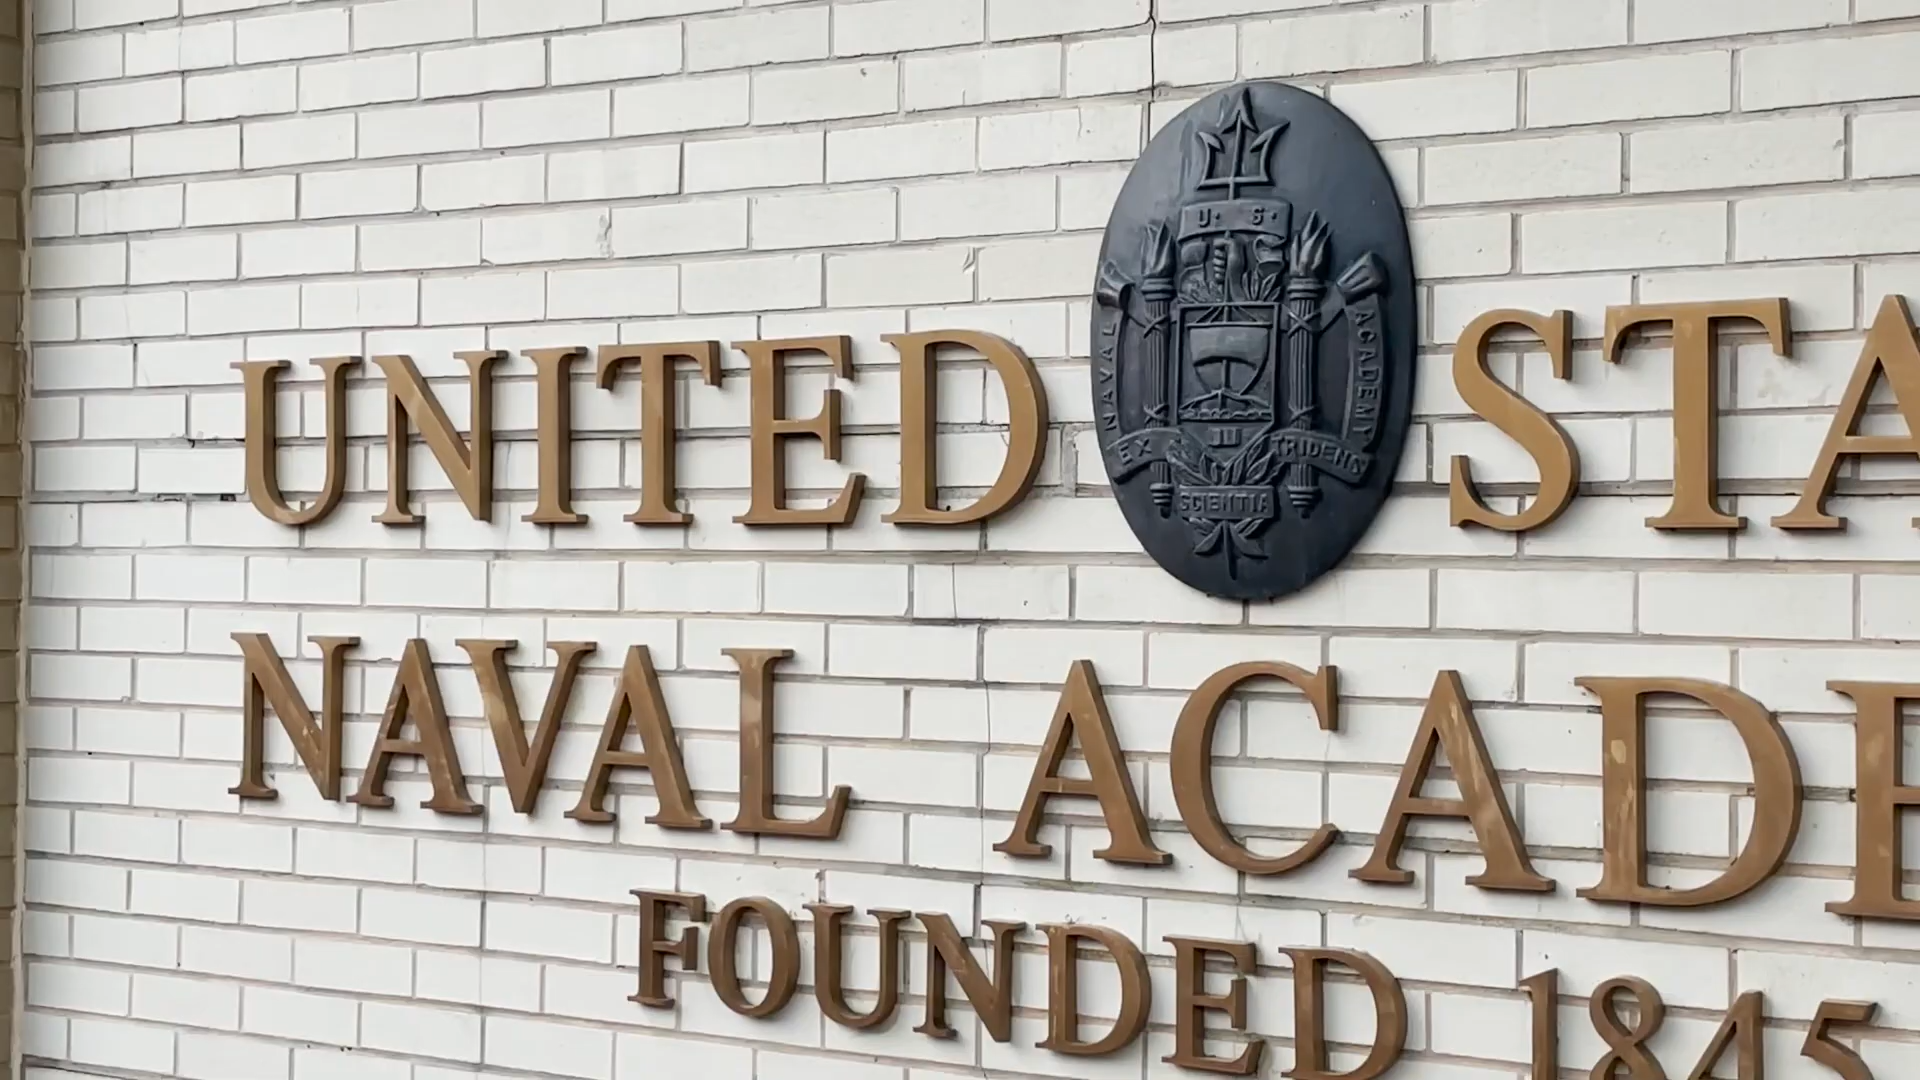 UNITED STA
NAVAL ACADE
FOUNDED 1845
U. S.
NAVAL ACADEMY
EX TRIDENS
SCIENTIA